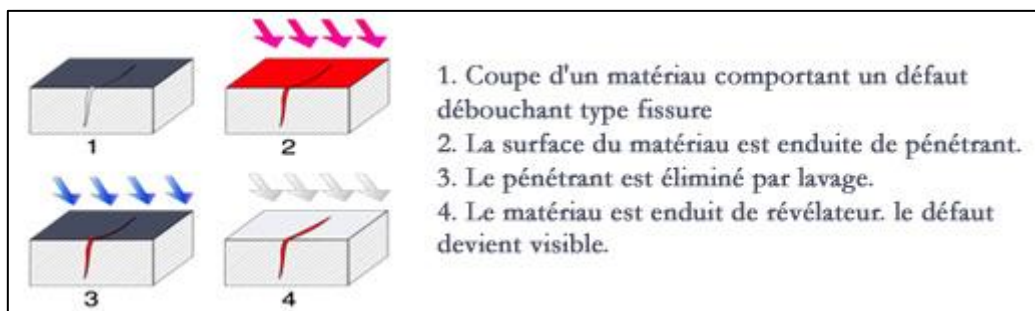 1
2
3
4
1. Coupe d'un matériau comportant un défaut
débouchant type fissure
2. La surface du matériau est enduite de pénétrant.
3. Le pénétrant est éliminé par lavage.
4. Le matériau est enduit de révélateur. le défaut
devient visible.